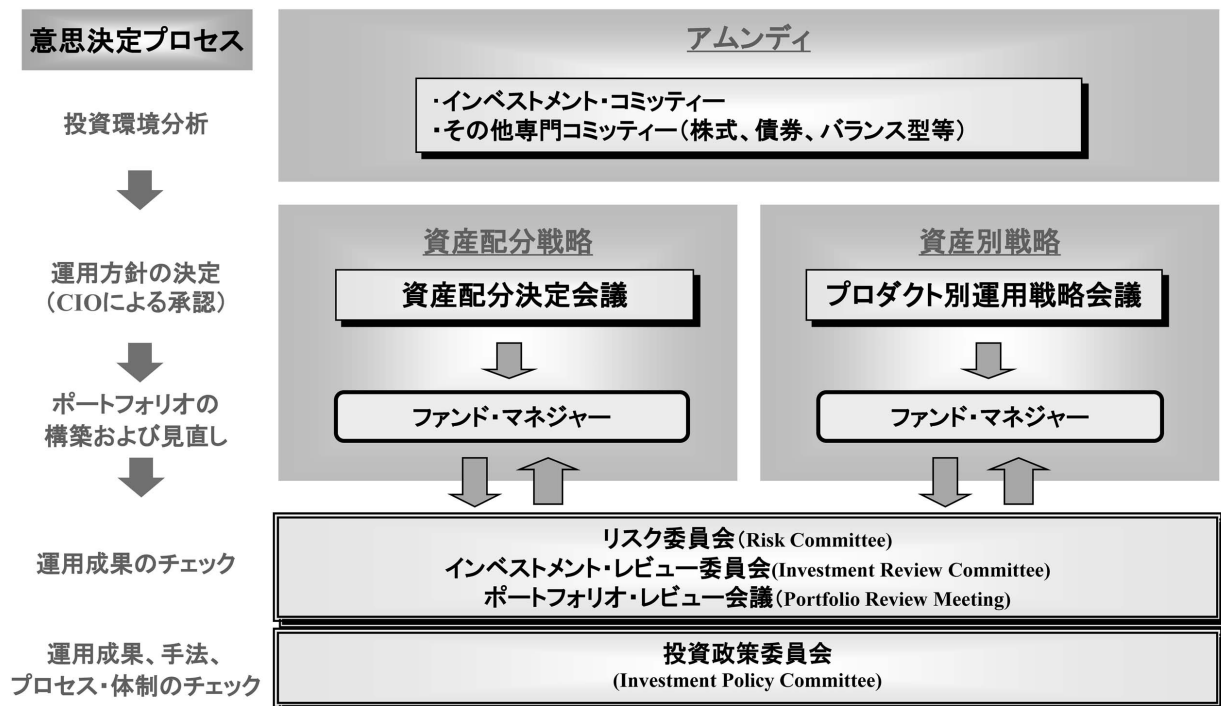 意思決定プロセス
アムンディ
投資環境分析
・インベストメント・コミッティー
・その他専門コミッティー（株式、債券、バランス型等）
運用方針の決定
（CIOによる承認）
資産配分戦略
資産配分決定会議
資産別戦略
プロダクト別運用戦略会議
ポートフォリオの
構築および見直し
ファンド・マネジャー
ファンド・マネジャー
運用成果のチェック
リスク委員会（Risk Committee）
インベストメント・レビュー委員会(Investment Review Committee)
ポートフォリオ・レビュー会議（Portfolio Review Meeting)
運用成果、手法、
プロセス・体制のチェック
投資政策委員会
(Investment Policy Committee)